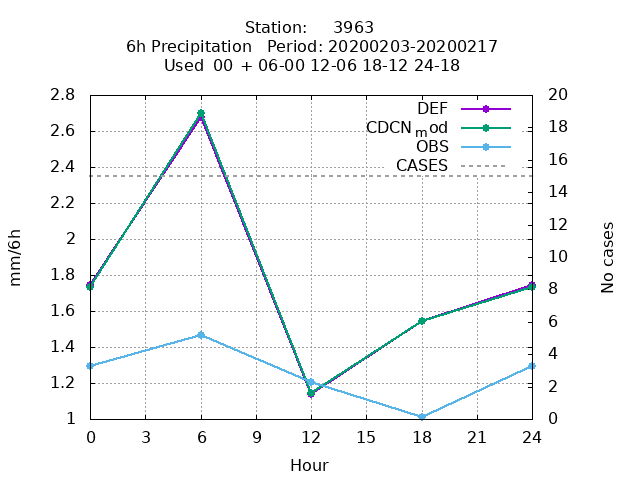 Station:     3963
6h Precipitation   Period: 20200203-20200217
Used  00 + 06-00 12-06 18-12 24-18
DEF
CDCN_mod
OBS
CASES
2.8
2.6
2.4
2.2
2
1.8
1.6
1.4
1.2
1
20
18
16
14
12
10
8
6
4
2
0
0 3 6 9 12 15 18 21 24
mm/6h
No cases
Hour